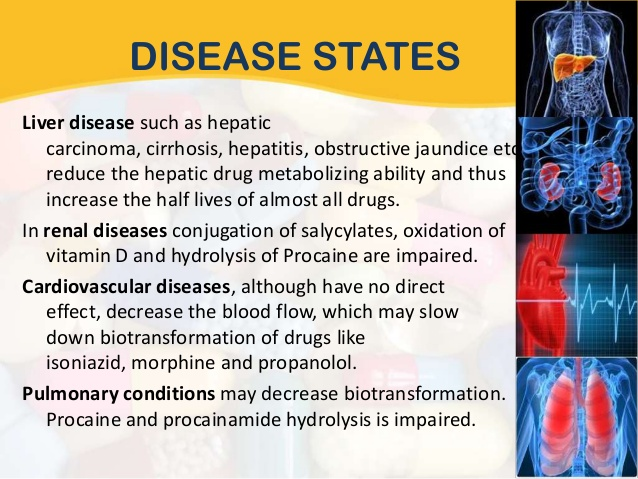 DISEASE STATES
Liver disease such as hepatic
carcinoma, cirrhosis, hepatitis, obstructive jaundice etc
reduce the hepatic drug metabolizing ability and thus
increase the half lives of almost all drugs.
In renal diseases conjugation of salycylates, oxidation of
vitamin D and hydrolysis of Procaine are impaired.
Cardiovascular diseases, although have no direct
effect, decrease the blood flow, which may slow
down biotransformation of drugs like
isoniazid, morphine and propanolol.
Pulmonary conditions may decrease biotransformation.
Procaine and procainamide hydrolysis is impaired.